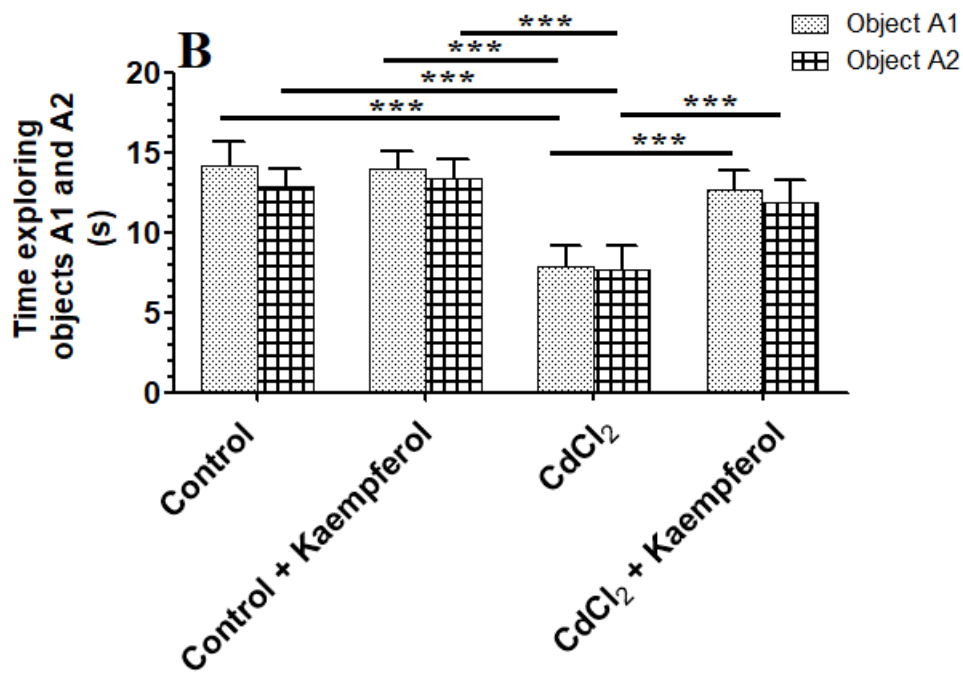 ***
Object A1
B
***
Object A2
Time exploring
objects A1 and A2
(s)
20
15
10
5
0
***
***
***
***
Control
Control + Kaempferol
CdCl₂
CdCl₂ + Kaempferol